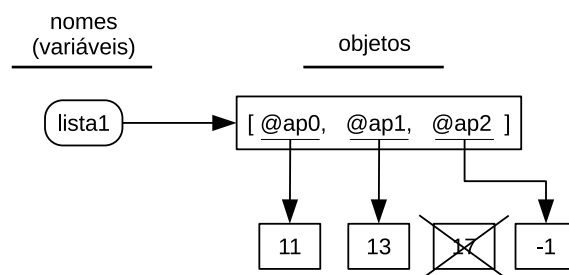 nomes
(variáveis)
objetos
lista1
[ @ap0, @ap1, @ap2 ]
11 13 17 -1